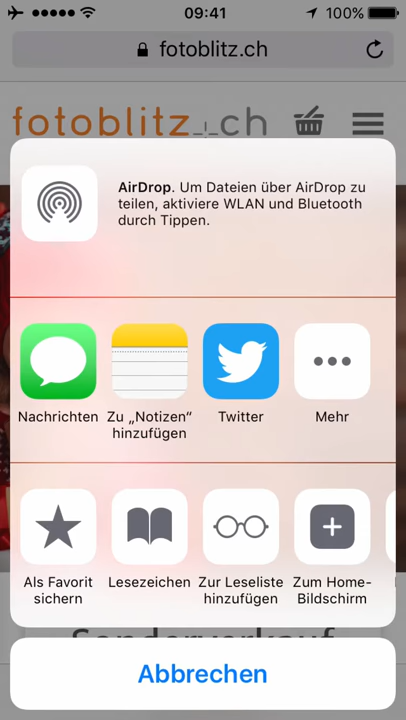 09:41
100%
fotoblitz.ch
fotoblitz.ch
AirDrop. Um Dateien über AirDrop zu
teilen, aktiviere WLAN und Bluetooth
durch Tippen.
Nachrichten
Zu „Notizen“
hinzufügen
Twitter
Mehr
Als Favorit
sichern
Lesezeichen
Zur Leseliste
hinzufügen
Zum Home-
Bildschirm
Sonderverkauf
Abbrechen